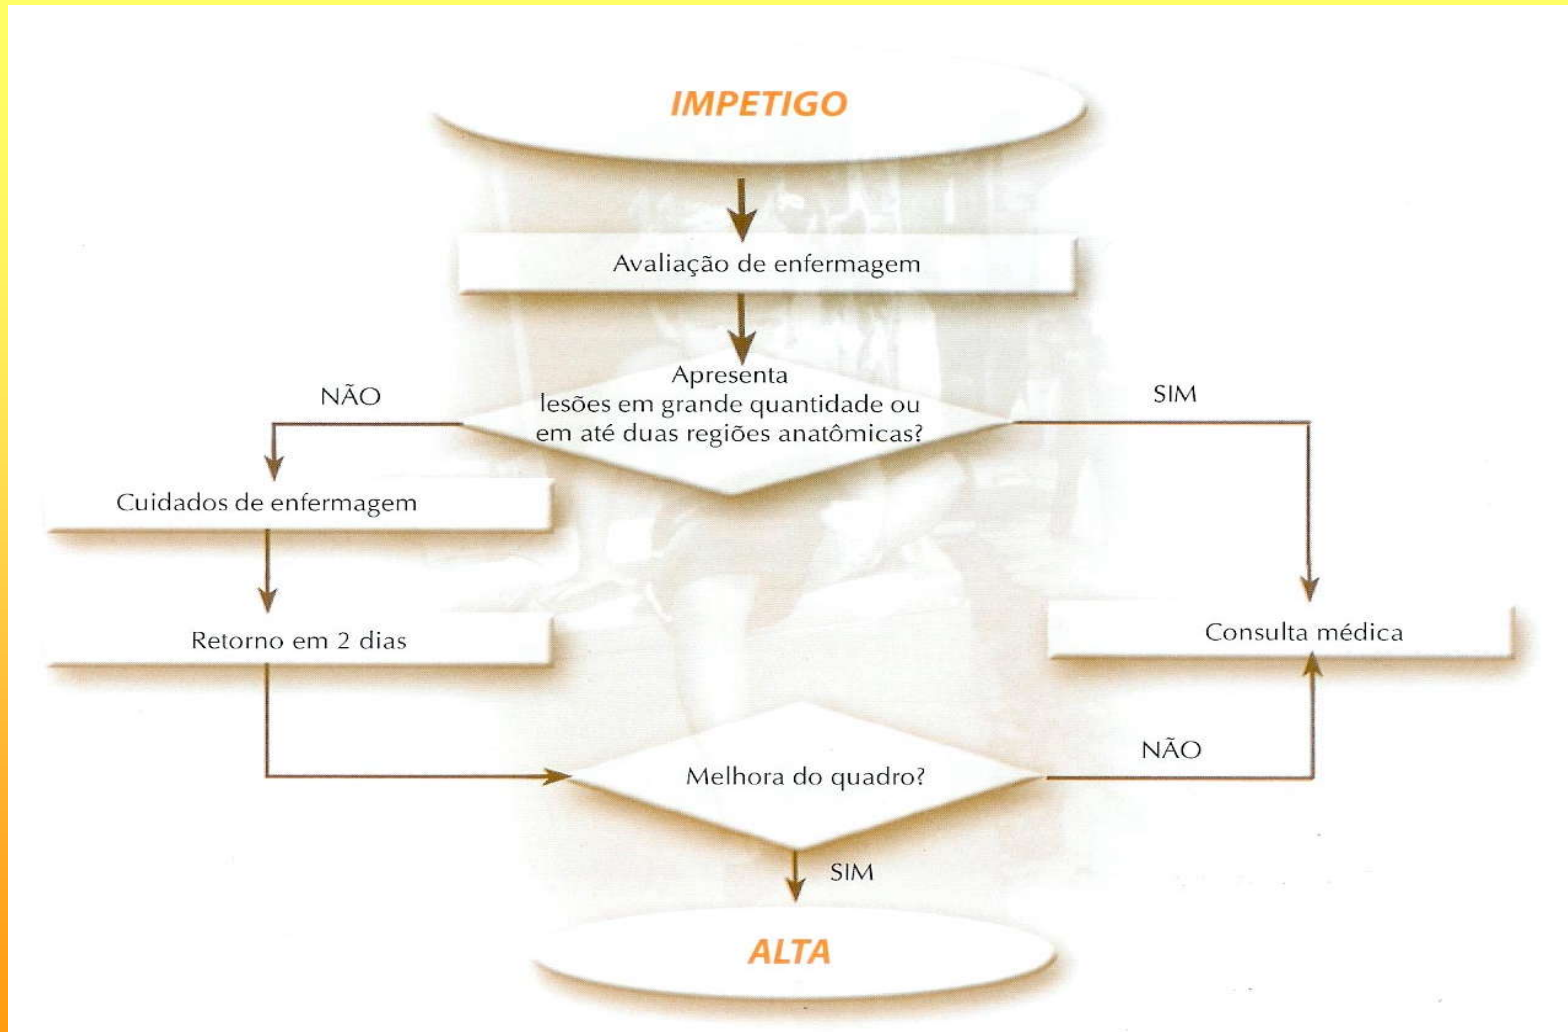 IMPETIGO
Avaliação de enfermagem
Apresenta
lesões em grande quantidade ou
em até duas regiões anatômicas?
NÃO
SIM
Cuidados de enfermagem
Retorno em 2 dias
Consulta médica
Melhora do quadro?
NÃO
SIM
ALTA